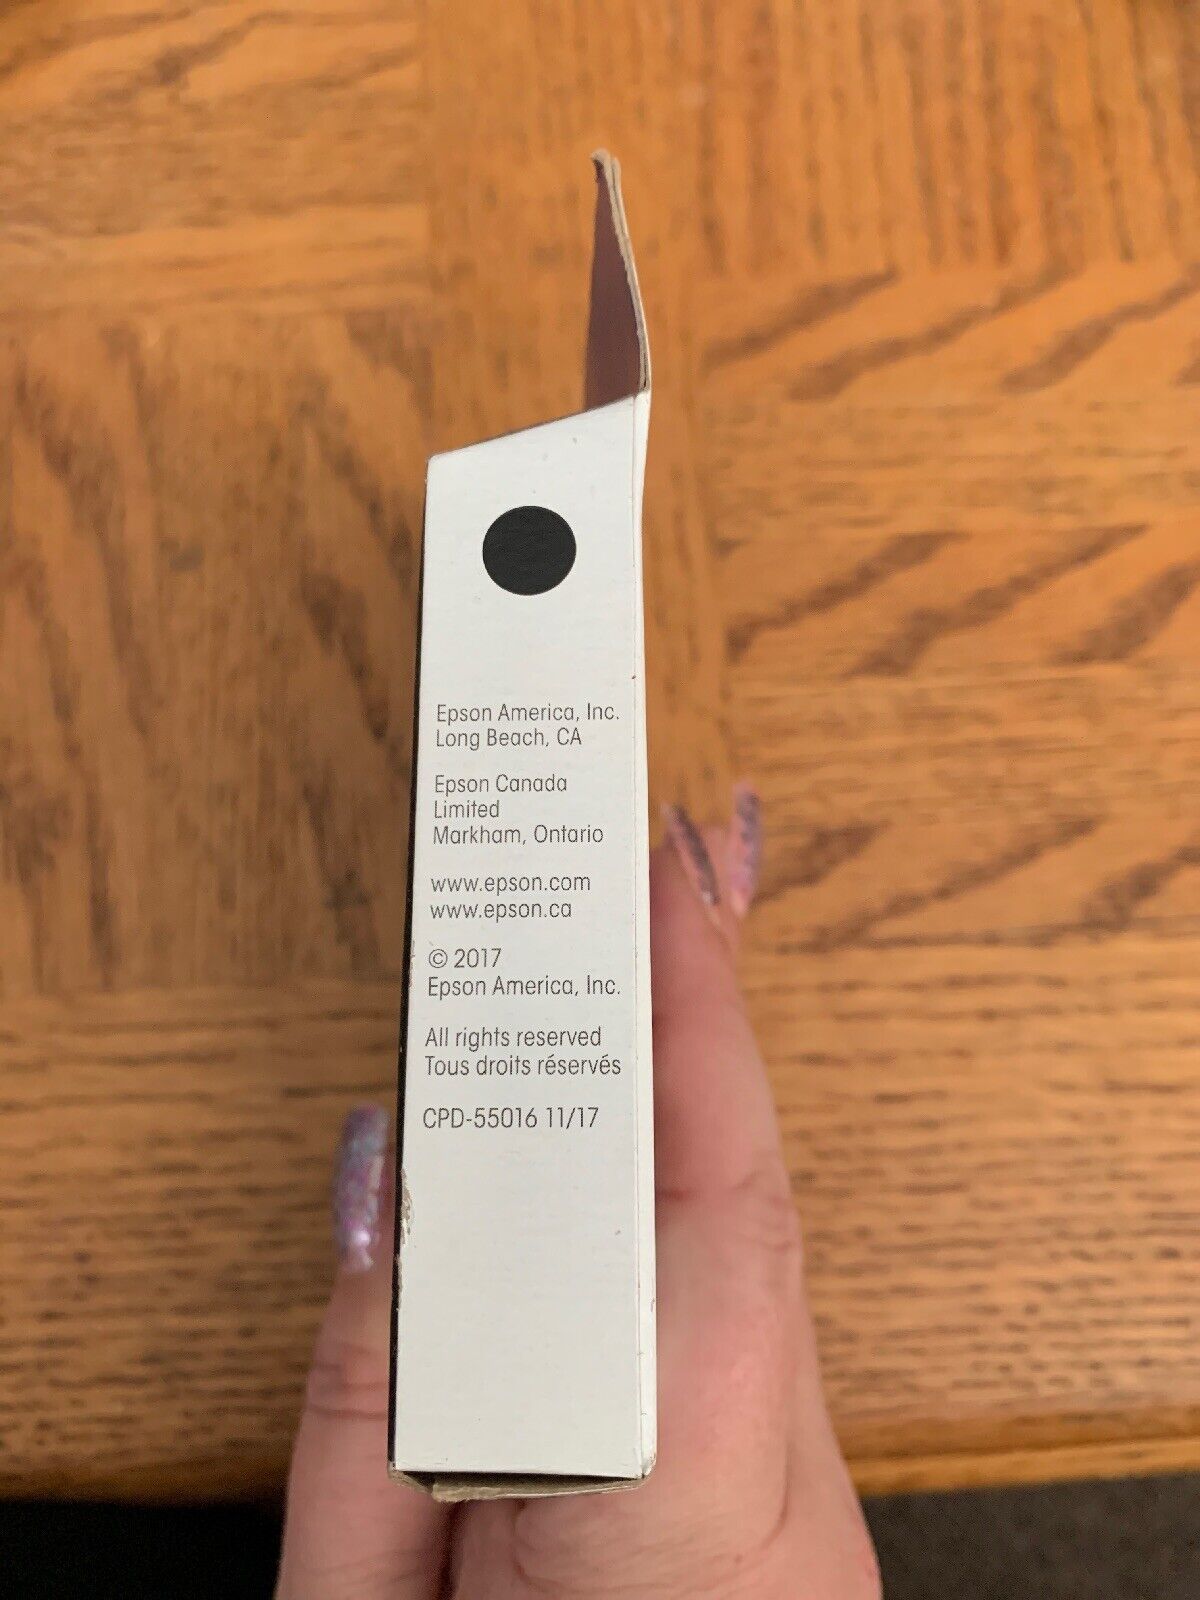 Epson America, Inc.
Long Beach, CA
Epson Canada
Limited
Markham, Ontario
www.epson.com
www.epson.ca
© 2017
Epson America, Inc.
All rights reserved
Tous droits réservés
CPD-55016 11/17